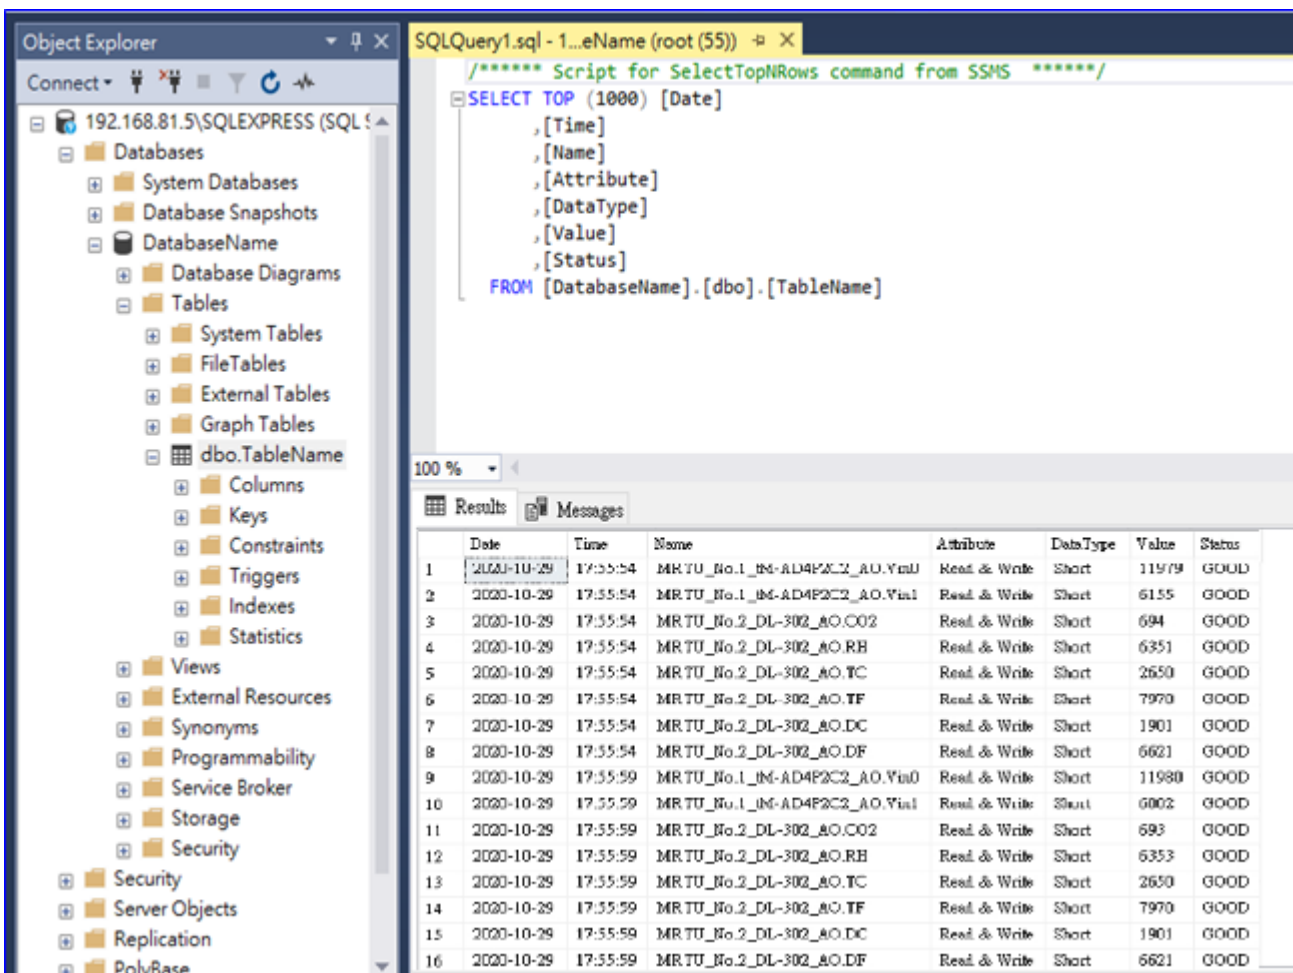 Object Explorer
Connect
192.168.81.5\SQLEXPRESS (SQL S
Databases
System Databases
Database Snapshots
DatabaseName
Database Diagrams
Tables
System Tables
FileTables
External Tables
Graph Tables
dbo.TableName
Columns
Keys
Constraints
Triggers
Indexes
Statistics
Views
External Resources
Synonyms
Programmability
Service Broker
Storage
Security
Security
Server Objects
Replication
PolyBase
SQLQuery1.sql - 1...eName (root (55))
/****** Script for SelectTopNRows command from SSMS ******/
SELECT TOP (1000) [Date]
,[Time]
,[Name]
,[Attribute]
,[DataType]
,[Value]
,[Status]
FROM [DatabaseName].[dbo].[TableName]
100 %
Results Messages
Date Time Name Attribute DataType Value Status
1 2020-10-29 17:55:54 MRTU_No.1_tM-AD4P2C2_AO.Vin0 Read & Write Short 11979 GOOD
2 2020-10-29 17:55:54 MRTU_No.1_tM-AD4P2C2_AO.Vin1 Read & Write Short 6155 GOOD
3 2020-10-29 17:55:54 MRTU_No.2_DL-302_AO.CO2 Read & Write Short 694 GOOD
4 2020-10-29 17:55:54 MRTU_No.2_DL-302_AO.RH Read & Write Short 6351 GOOD
5 2020-10-29 17:55:54 MRTU_No.2_DL-302_AO.TC Read & Write Short 2650 GOOD
6 2020-10-29 17:55:54 MRTU_No.2_DL-302_AO.TF Read & Write Short 7970 GOOD
7 2020-10-29 17:55:54 MRTU_No.2_DL-302_AO.DC Read & Write Short 1901 GOOD
8 2020-10-29 17:55:54 MRTU_No.2_DL-302_AO.DF Read & Write Short 6621 GOOD
9 2020-10-29 17:55:59 MRTU_No.1_tM-AD4P2C2_AO.Vin0 Read & Write Short 11980 GOOD
10 2020-10-29 17:55:59 MRTU_No.1_tM-AD4P2C2_AO.Vin1 Read & Write Short 6002 GOOD
11 2020-10-29 17:55:59 MRTU_No.2_DL-302_AO.CO2 Read & Write Short 693 GOOD
12 2020-10-29 17:55:59 MRTU_No.2_DL-302_AO.RH Read & Write Short 6353 GOOD
13 2020-10-29 17:55:59 MRTU_No.2_DL-302_AO.TC Read & Write Short 2650 GOOD
14 2020-10-29 17:55:59 MRTU_No.2_DL-302_AO.TF Read & Write Short 7970 GOOD
15 2020-10-29 17:55:59 MRTU_No.2_DL-302_AO.DC Read & Write Short 1901 GOOD
16 2020-10-29 17:55:59 MRTU_No.2_DL-302_AO.DF Read & Write Short 6621 GOOD